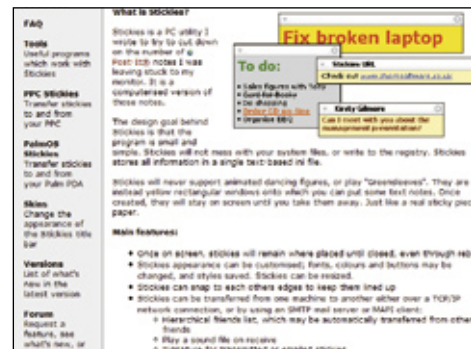 FAQ
Tools
Useful programs
which work with
Stickies
PPC Stickies
Transfer stickies
to and from
your PPC
PalmOS
Stickies
Transfer stickies
to and from
your Palm PDA
Skins
Change the
appearance of
the Stickies title
bar
Versions
List of what's
new in the
latest version
Forum
Request a
feature, see
what's new, or
What is Stickies?
Stickies is a PC utility I
wrote to try to cut down
on the number of
Post-It® notes I was
leaving stuck to my
monitor. It is a
computerised version of
those notes.
The design goal behind
Stickies is that the
program is small and
simple. Stickies will not mess with your system files, or write to the registry. Stickies
stores all information in a single text-based ini file.
Stickies will never support animated dancing figures, or play "Greensleeves". They are
instead yellow rectangular windows onto which you can put some text notes. Once
created, they will stay on screen until you take them away. Just like a real sticky piec
paper.
Main features:
Once on screen, stickies will remain where placed until closed, even through reb
Stickies appearance can be customised; fonts, colours and buttons may be
changed, and styles saved. Stickies can be resized.
Stickies can snap to each others edges to keep them lined up
Stickies can be transferred from one machine to another either over a TCP/IP
network connection, or by using an SMTP mail server or MAPI client:
Hierarchical friends list, which may be automatically transferred from other
friends
Play a sound file on receive
Fix broken laptop
To do:
Sales figures with
Do shopping
Organise BBQ
Stickies URL
Check out
Kirsty Gilmore
Can I meet with you about the
management presentation?